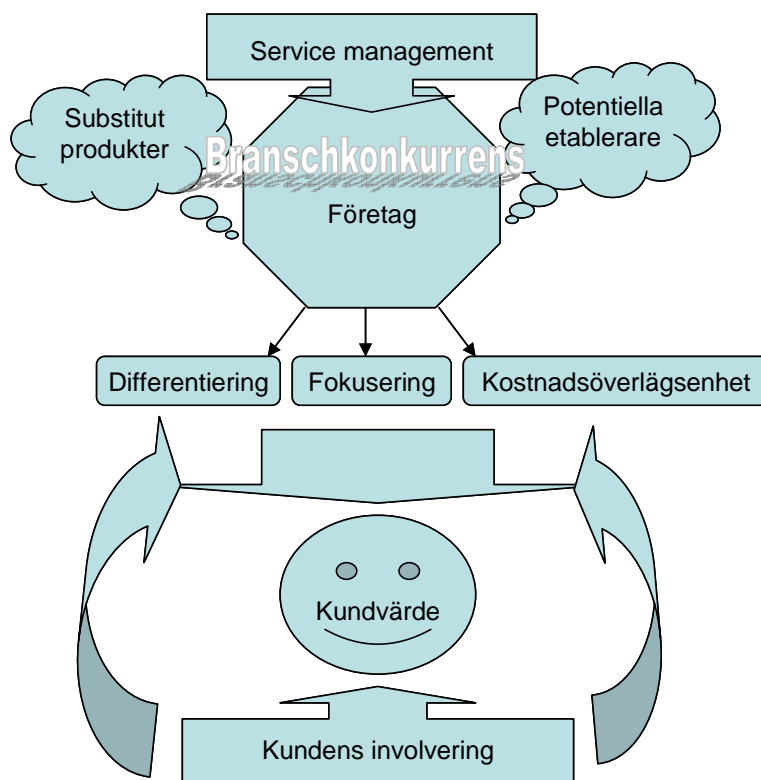 Service management
Substitut
produkter
Potentiella
etablerare
Branschkonkurrens
Företag
Differentiering
Fokusering
Kostnadsöverlägsenhet
Kundvärde
Kundens involvering